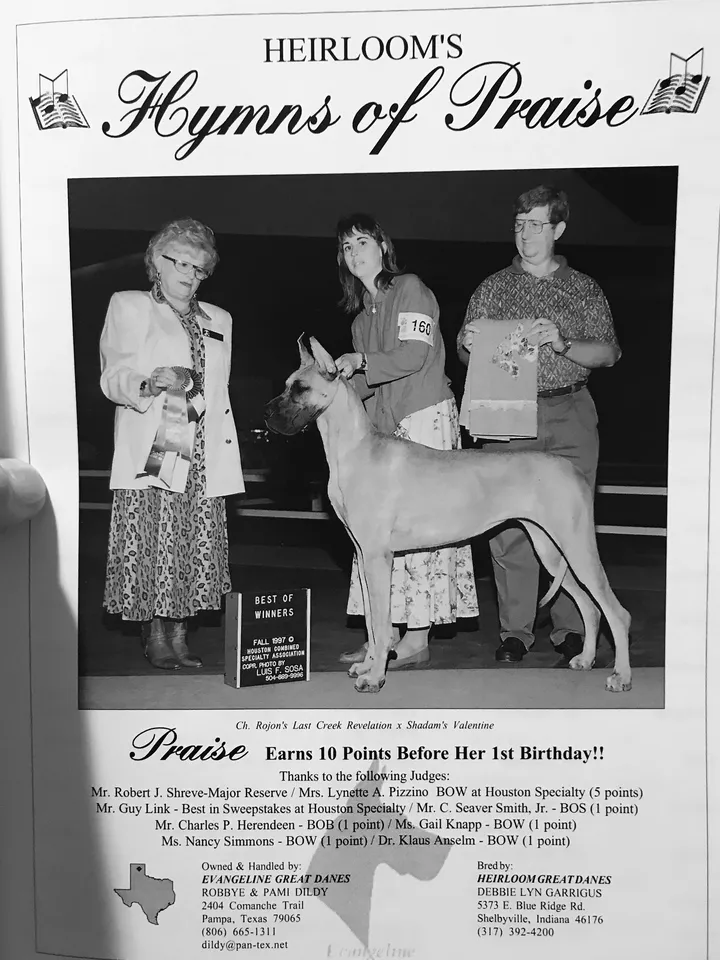 HEIRLOOM'S
Hymns of Praise
160
BEST OF
WINNERS
FALL 1997 ©
HOUSTON COMBINED
SPECIALTY ASSOCIATION
COPR. PHOTO BY
LUIS F. SOSA
504-889-9996
Ch. Rojon's Last Creek Revelation x Shadam's Valentine
Praise Earns 10 Points Before Her 1st Birthday!!
Thanks to the following Judges:
Mr. Robert J. Shreve-Major Reserve / Mrs. Lynette A. Pizzino BOW at Houston Specialty (5 points)
Mr. Guy Link - Best in Sweepstakes at Houston Specialty / Mr. C. Seaver Smith, Jr. - BOS (1 point)
Mr. Charles P. Herendeen - BOB (1 point) / Ms. Gail Knapp - BOW (1 point)
Ms. Nancy Simmons - BOW (1 point) / Dr. Klaus Anselm - BOW (1 point)
Owned & Handled by:
EVANGELINE GREAT DANES
ROBBYE & PAMI DILDY
2404 Comanche Trail
Pampa, Texas 79065
(806) 665-1311
dildy@pan-tex.net
Bred by:
HEIRLOOM GREAT DANES
DEBBIE LYN GARRIGUS
5373 E. Blue Ridge Rd.
Shelbyville, Indiana 46176
(317) 392-4200
Evangeline